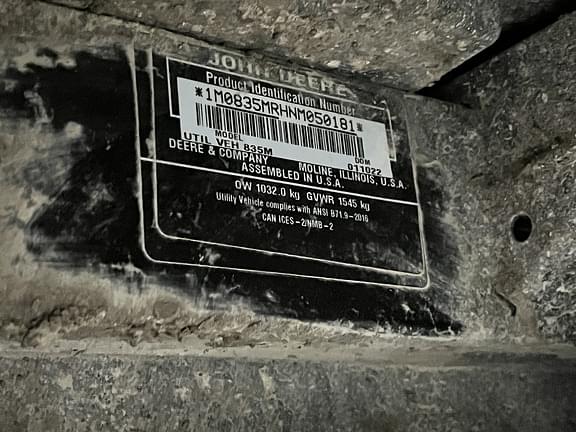 JOHN DEERE
Product Identification Number
*1M0835MRHNM050181*
MODEL DOM
UTIL VEH 835M 011022
DEERE & COMPANY MOLINE, ILLINOIS, U.S.A.
ASSEMBLED IN U.S.A.
OW 1032.0 kg GVWR 1545 kg
Utility Vehicle complies with ANSI B71.9-2016
CAN ICES-2/NMB-2